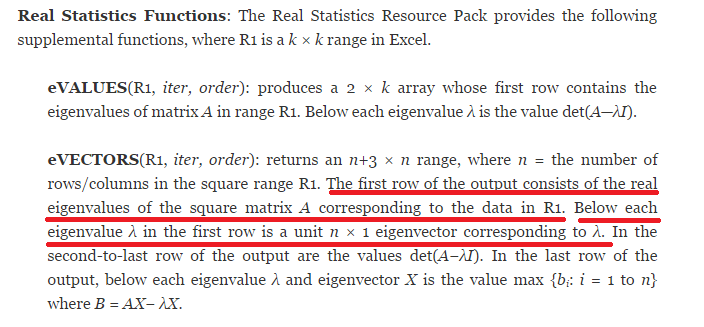 Real Statistics Functions: The Real Statistics Resource Pack provides the following
supplemental functions, where R1 is a k × k range in Excel.
eVALUES(R1, iter, order): produces a 2 × k array whose first row contains the
eigenvalues of matrix A in range R1. Below each eigenvalue λ is the value det(A–λI).
eVECTORS(R1, iter, order): returns an n+3 × n range, where n = the number of
rows/columns in the square range R1. The first row of the output consists of the real
eigenvalues of the square matrix A corresponding to the data in R1. Below each
eigenvalue λ in the first row is a unit n × 1 eigenvector corresponding to λ. In the
second-to-last row of the output are the values det(A–λI). In the last row of the
output, below each eigenvalue λ and eigenvector X is the value max {bᵢ: i = 1 to n}
where B = AX– λX.